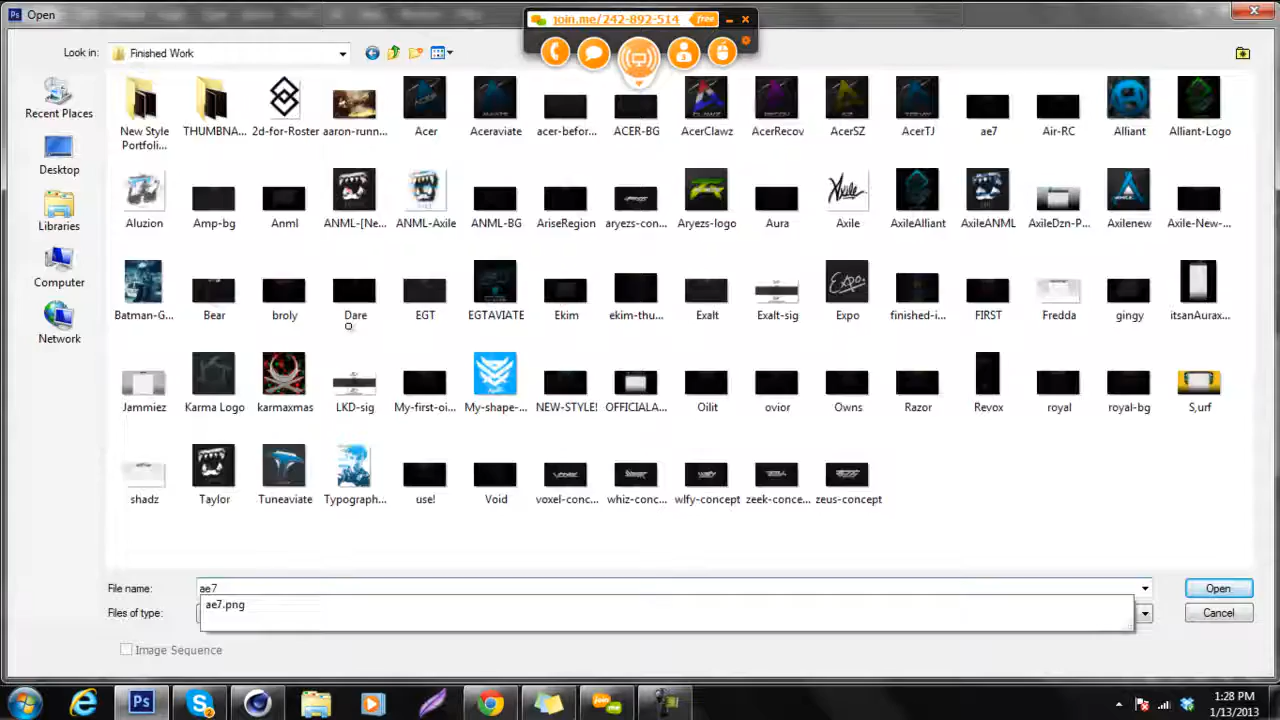 Open
join.me/242-892-514 free
Look in: Finished Work
Recent Places
Desktop
Libraries
Computer
Network
New Style Portfoli... THUMBNA... 2d-for-Roster aaron-runn... Acer Aceraviate acer-befor... ACER-BG AcerClawz AcerRecov AcerSZ AcerTJ ae7 Air-RC Alliant Alliant-Logo
Aluzion Amp-bg Anml ANML-[Ne... ANML-Axile ANML-BG AriseRegion aryezs-con... Aryezs-logo Aura Axile AxileAlliant AxileANML AxileDzn-P... Axilenew Axile-New-...
Batman-G... Bear broly Dare EGT EGTAVIATE Ekim ekim-thu... Exalt Exalt-sig Expo finished-i... FIRST Fredda gingy itsanAurax...
Jammiez Karma Logo karmaxmas LKD-sig My-first-oi... My-shape-... NEW-STYLE! OFFICIALA... Oilit ovior Owns Razor Revox royal royal-bg S,urf
shadz Taylor Tuneaviate Typograph... use! Void voxel-conc... whiz-conc... wlfy-concept zeek-conce... zeus-concept
File name: ae7 Open
ae7.png
Files of type: Cancel
Image Sequence
1:28 PM
1/13/2013